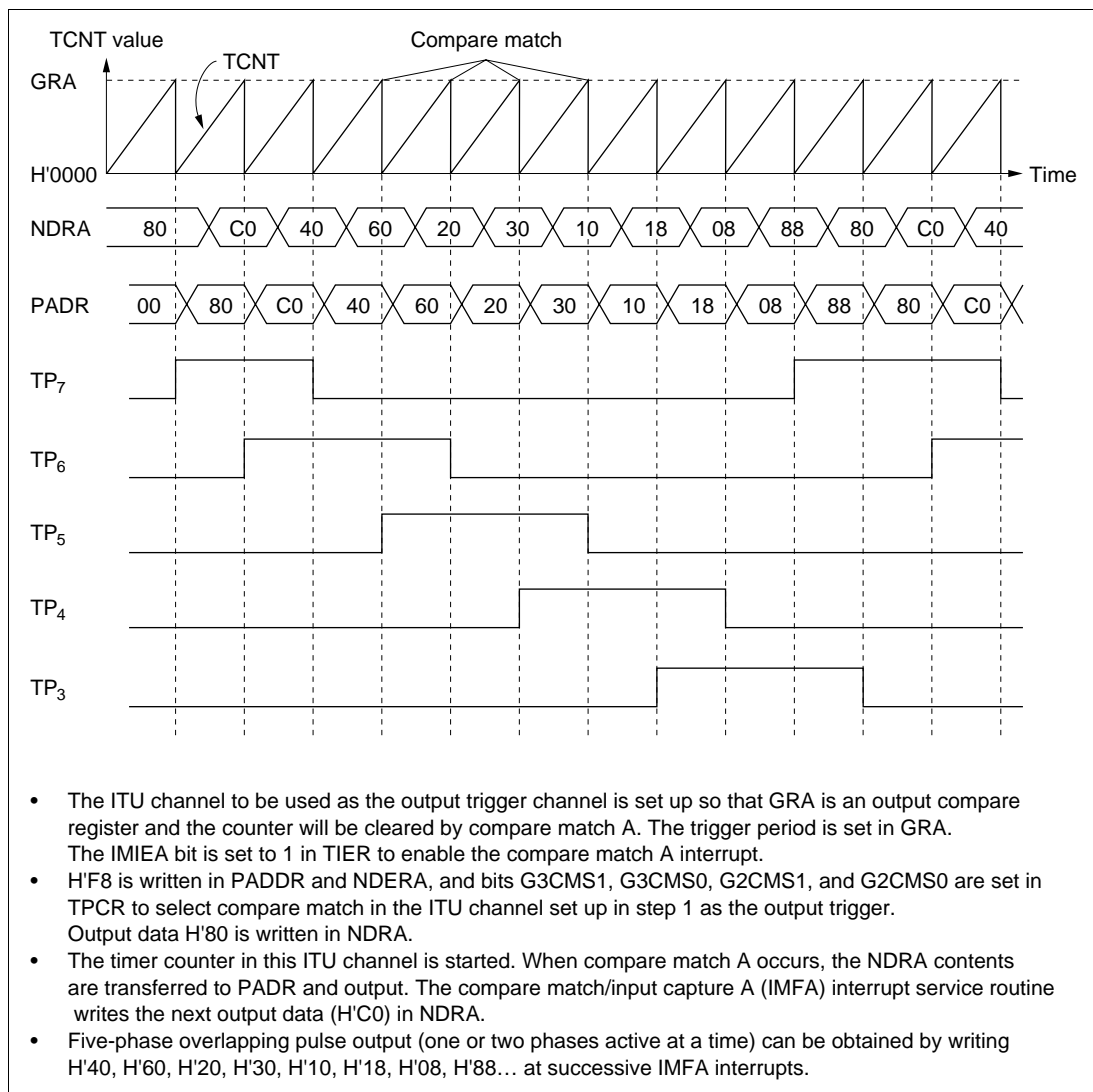 TCNT value
Compare match
TCNT
GRA
H'0000
Time
NDRA 80 C0 40 60 20 30 10 18 08 88 80 C0 40
PADR 00 80 C0 40 60 20 30 10 18 08 88 80 C0
TP7
TP6
TP5
TP4
TP3
• The ITU channel to be used as the output trigger channel is set up so that GRA is an output compare
register and the counter will be cleared by compare match A. The trigger period is set in GRA.
The IMIEA bit is set to 1 in TIER to enable the compare match A interrupt.
• H'F8 is written in PADDR and NDERA, and bits G3CMS1, G3CMS0, G2CMS1, and G2CMS0 are set in
TPCR to select compare match in the ITU channel set up in step 1 as the output trigger.
Output data H'80 is written in NDRA.
• The timer counter in this ITU channel is started. When compare match A occurs, the NDRA contents
are transferred to PADR and output. The compare match/input capture A (IMFA) interrupt service routine
writes the next output data (H'C0) in NDRA.
• Five-phase overlapping pulse output (one or two phases active at a time) can be obtained by writing
H'40, H'60, H'20, H'30, H'10, H'18, H'08, H'88… at successive IMFA interrupts.